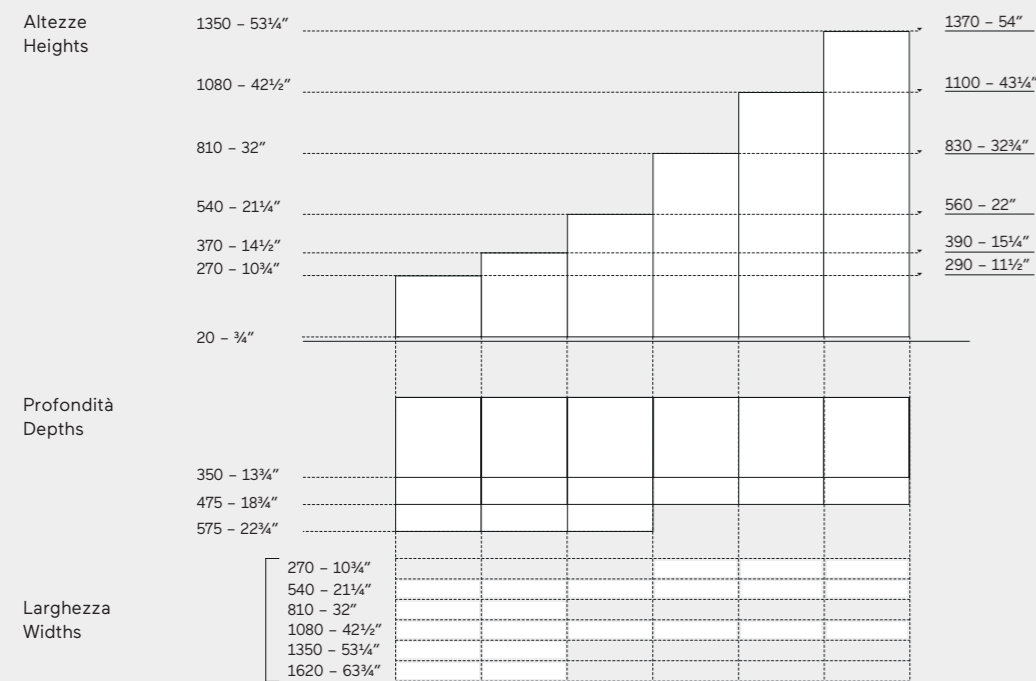 Altezze
Heights
1350 – 53¼″
1370 – 54″
1080 – 42½″
1100 – 43¼″
810 – 32″
830 – 32¾″
540 – 21¼″
560 – 22″
370 – 14½″
390 – 15¼″
270 – 10¾″
290 – 11½″
20 – ¾″
Profondità
Depths
350 – 13¾″
475 – 18¾″
575 – 22¾″
Larghezza
Widths
270 – 10¾″
540 – 21¼″
810 – 32″
1080 – 42½″
1350 – 53¼″
1620 – 63¾″